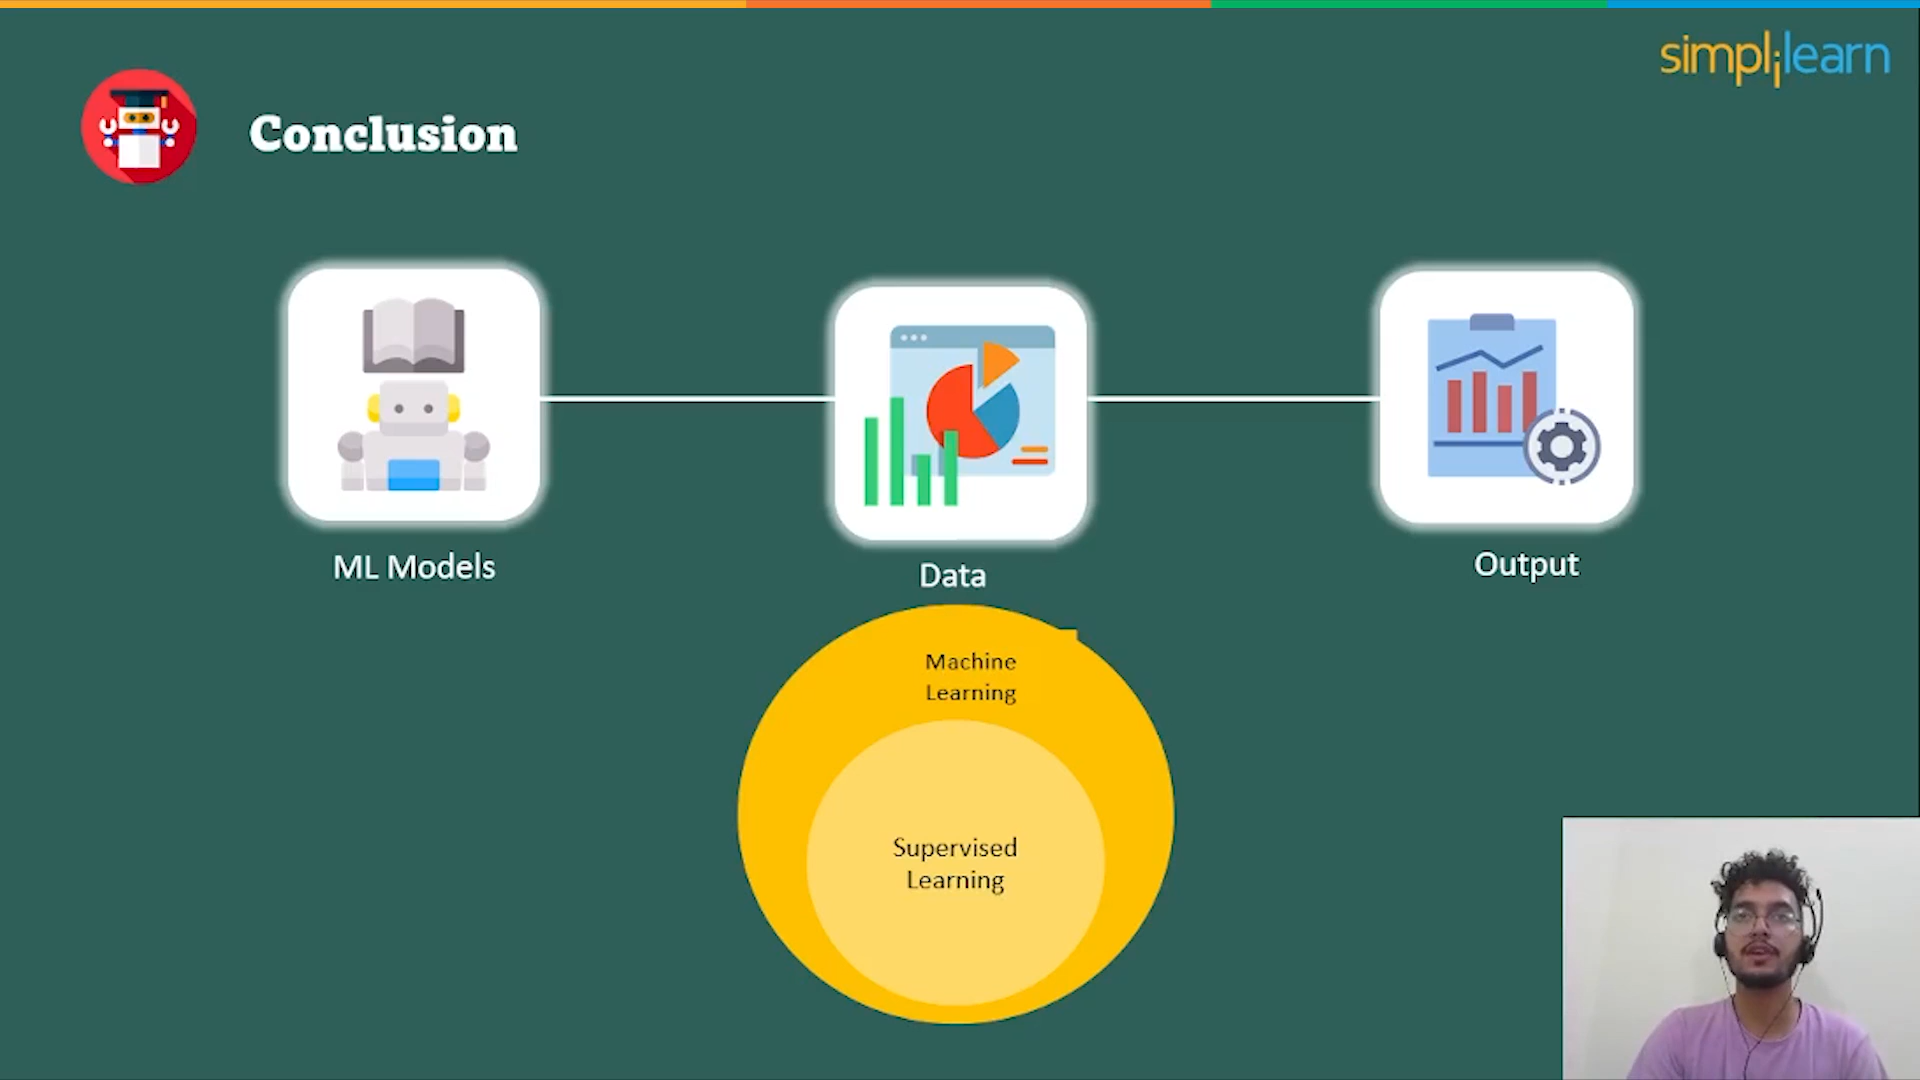 simplilearn
Conclusion
ML Models
Data
Output
Machine
Learning
Supervised
Learning